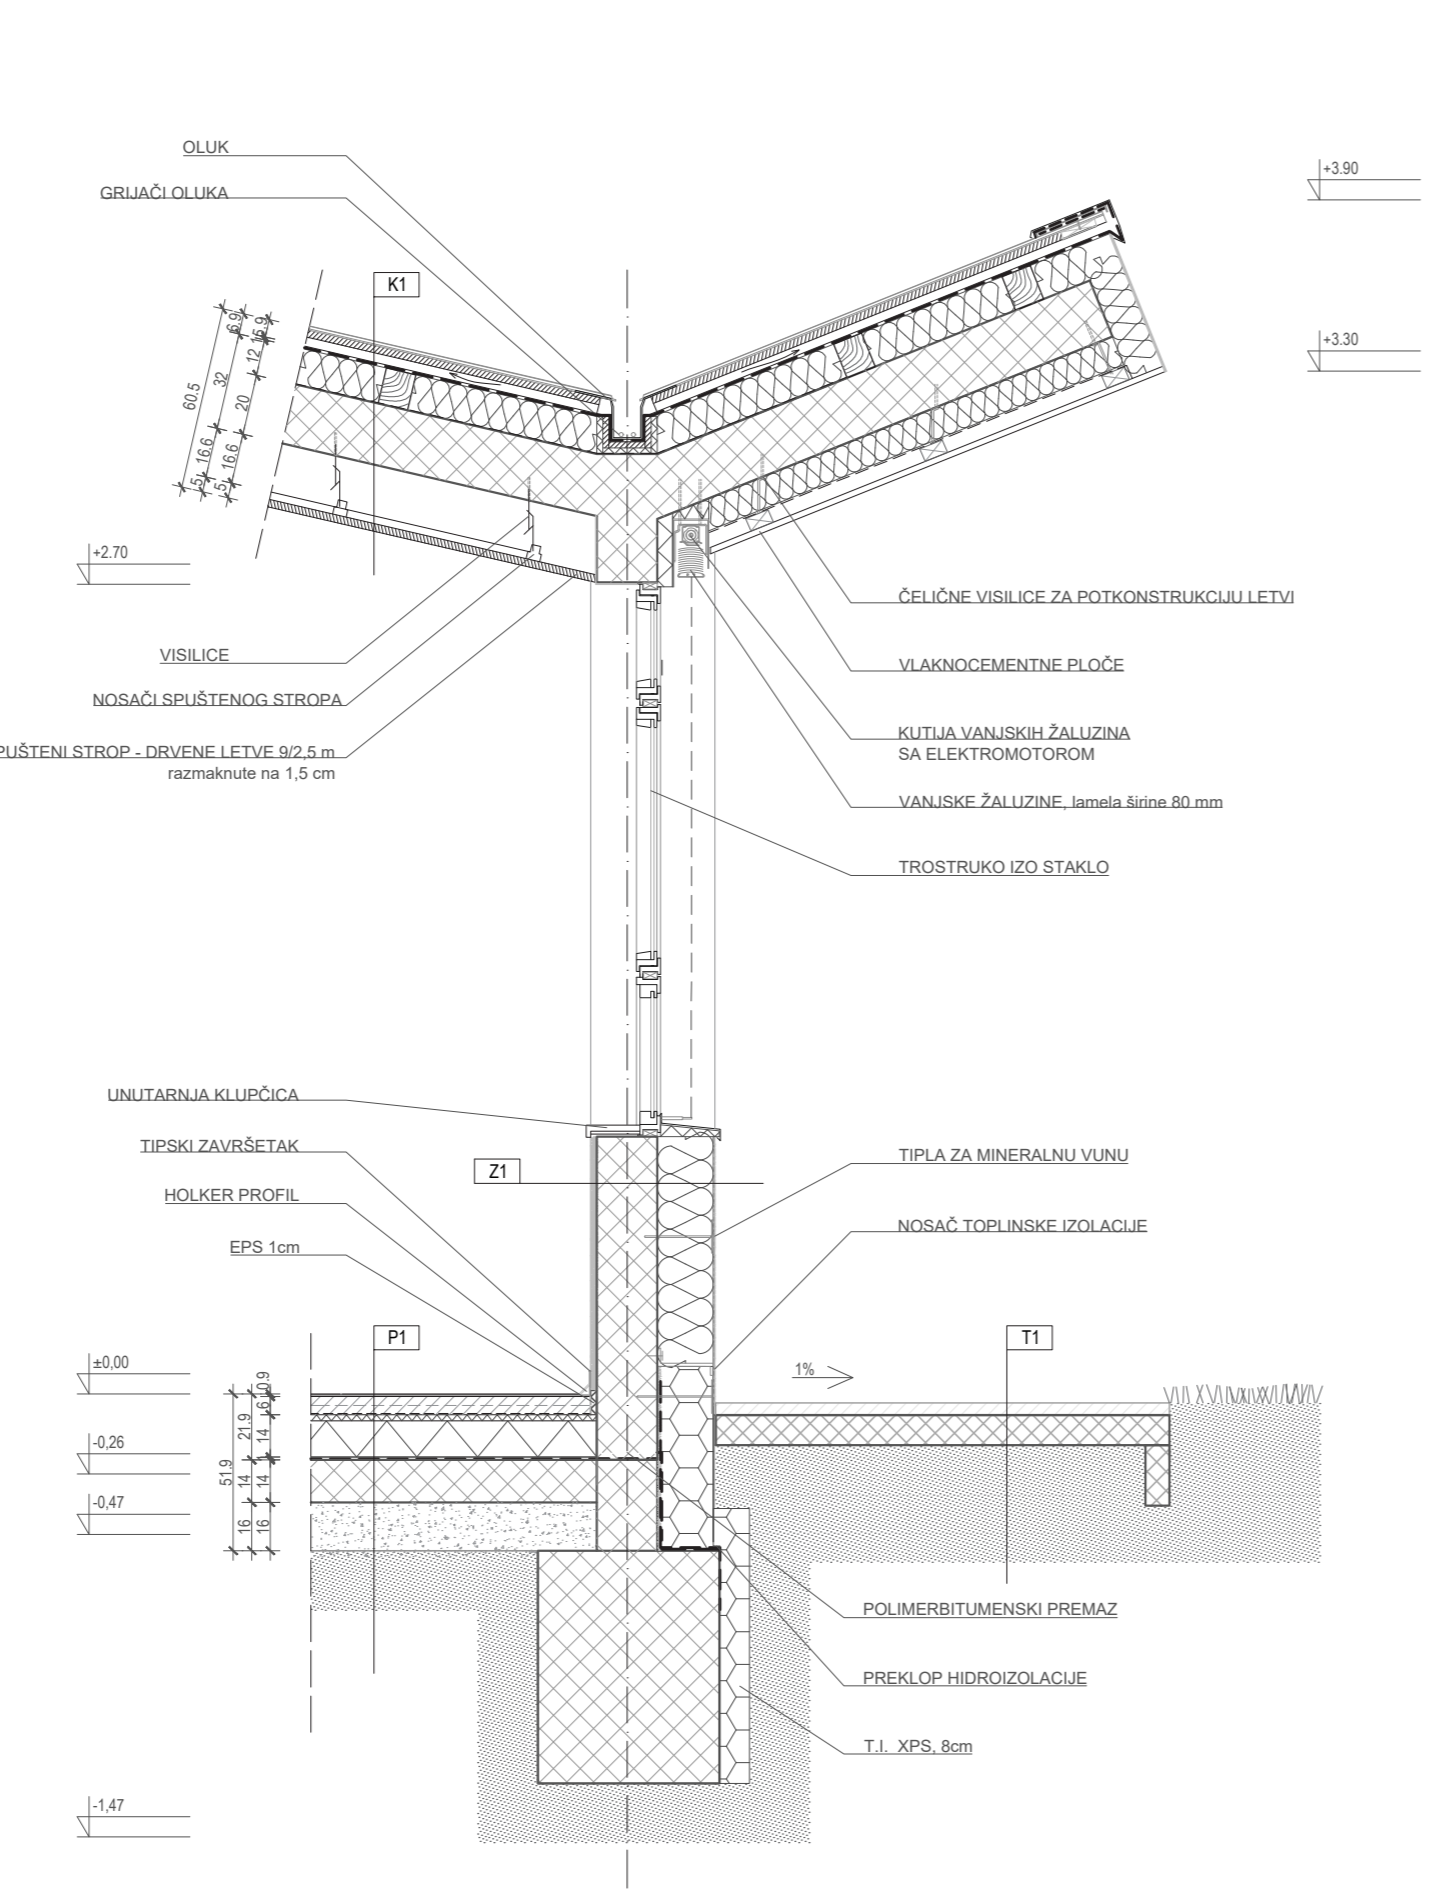 OLUK
GRIJAČI OLUKA
+3.90
K1
+3.30
60.5
6.9
32
16.6
5
15.9
12
20
16.6
5
+2.70
ČELIČNE VISILICE ZA POTKONSTRUKCIJU LETVI
VISILICE
VLAKNOCEMENTNE PLOČE
NOSAČI SPUŠTENOG STROPA
KUTIJA VANJSKIH ŽALUZINA
SA ELEKTROMOTOROM
PUŠTENI STROP - DRVENE LETVE 9/2,5 m
razmaknute na 1,5 cm
VANJSKE ŽALUZINE, lamela širine 80 mm
TROSTRUKO IZO STAKLO
UNUTARNJA KLUPČICA
TIPSKI ZAVRŠETAK
TIPLA ZA MINERALNU VUNU
Z1
HOLKER PROFIL
NOSAČ TOPLINSKE IZOLACIJE
EPS 1cm
P1
T1
±0,00
1%
51.9
21.9
14
16
0.9
6
14
14
16
-0,26
-0,47
POLIMERBITUMENSKI PREMAZ
PREKLOP HIDROIZOLACIJE
T.I. XPS, 8cm
-1,47